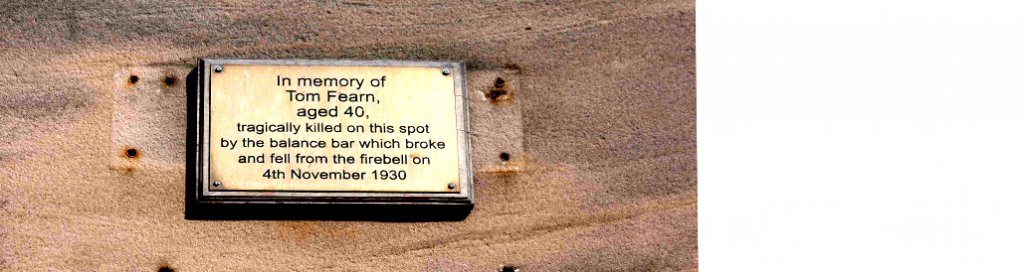 In memory of
Tom Fearn,
aged 40,
tragically killed on this spot
by the balance bar which broke
and fell from the firebell on
4th November 1930